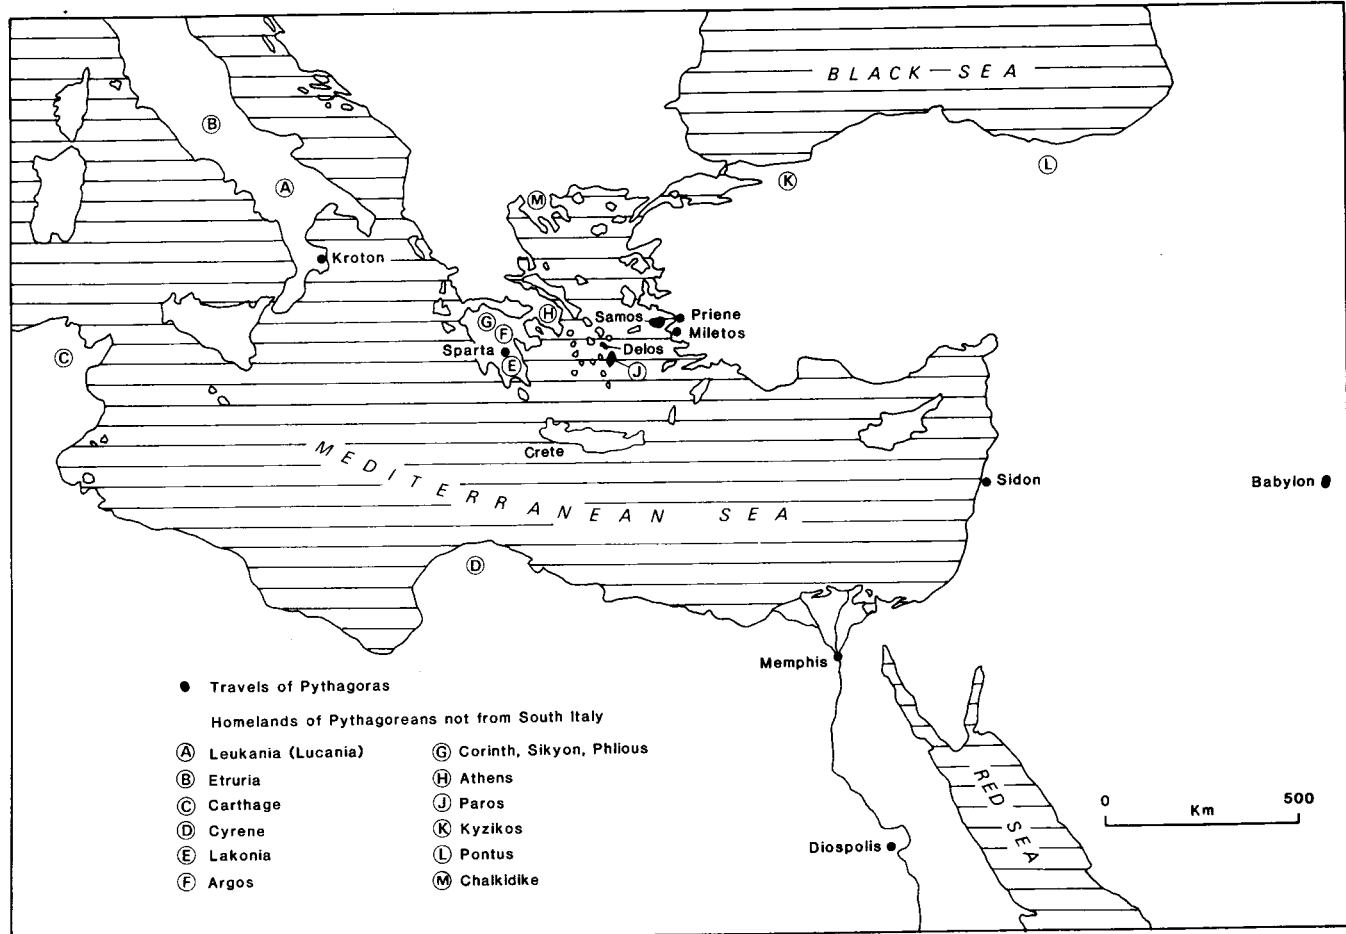 BLACK SEA
B
L
K
A
M
Kroton
H
Samos
Priene
G
F
Miletos
Sparta
Delos
C
E
J
MEDITERRANEAN SEA
Crete
Sidon
Babylon
D
Memphis
Travels of Pythagoras
Homelands of Pythagoreans not from South Italy
A Leukania (Lucania)
B Etruria
C Carthage
D Cyrene
E Lakonia
F Argos
G Corinth, Sikyon, Phlious
H Athens
J Paros
K Kyzikos
L Pontus
M Chalkidike
RED SEA
0 Km 500
Diospolis